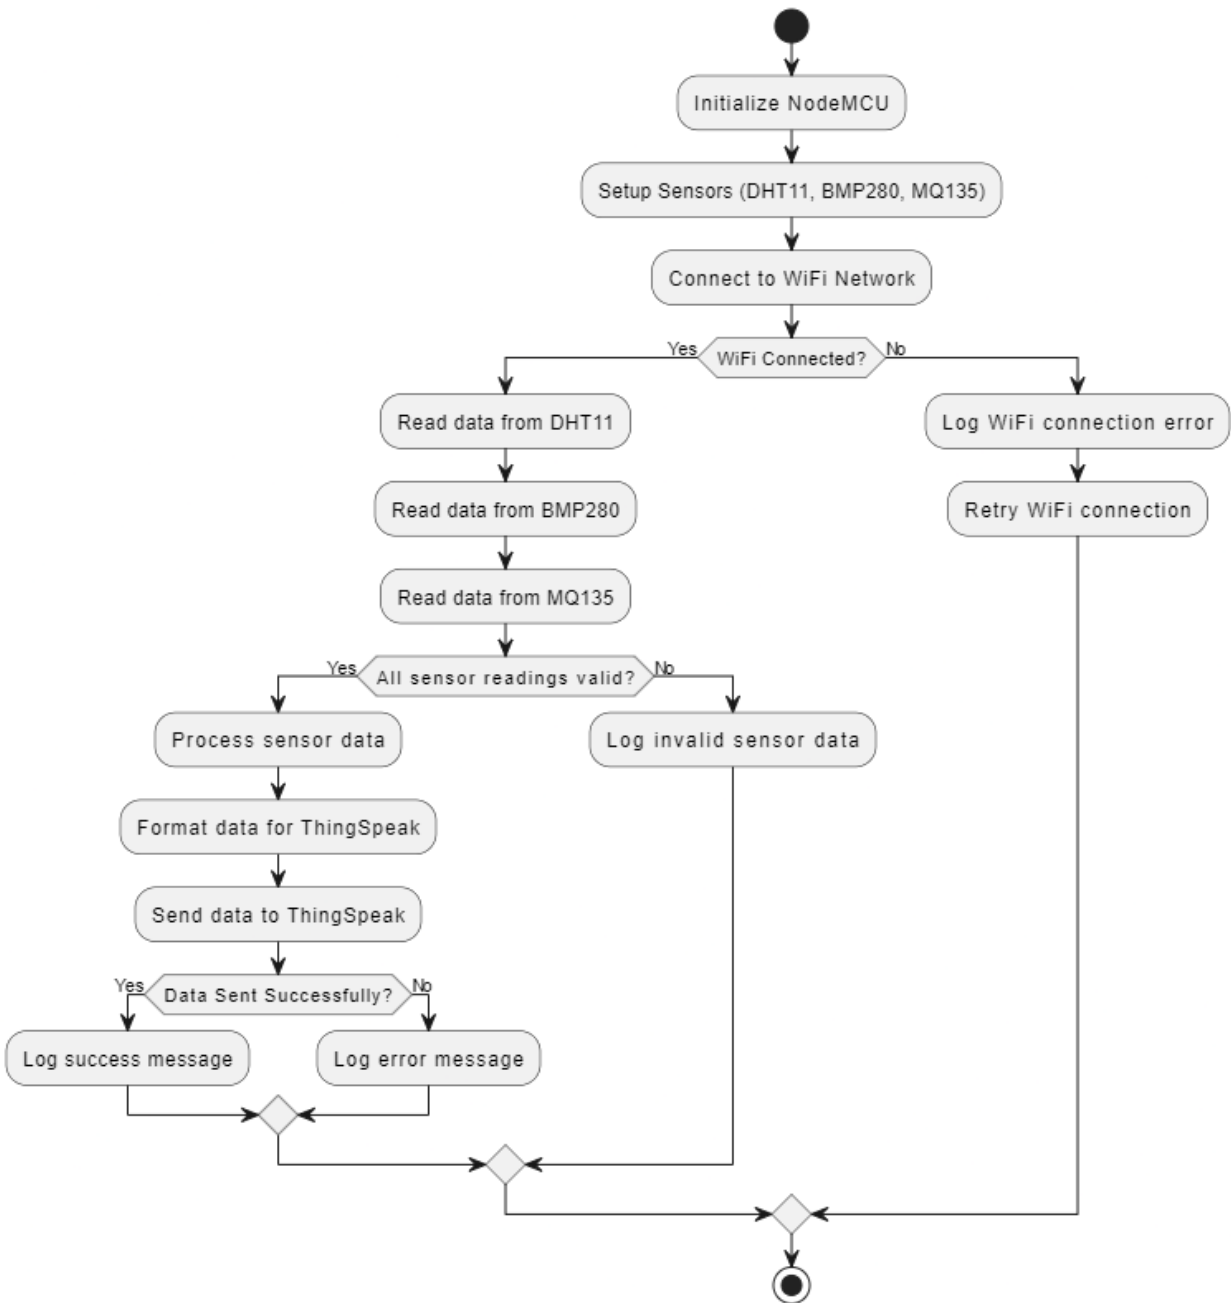 Initialize NodeMCU
Setup Sensors (DHT11, BMP280, MQ135)
Connect to WiFi Network
Yes
WiFi Connected?
No
Read data from DHT11
Log WiFi connection error
Read data from BMP280
Retry WiFi connection
Read data from MQ135
Yes
All sensor readings valid?
No
Process sensor data
Log invalid sensor data
Format data for ThingSpeak
Send data to ThingSpeak
Yes
Data Sent Successfully?
No
Log success message
Log error message